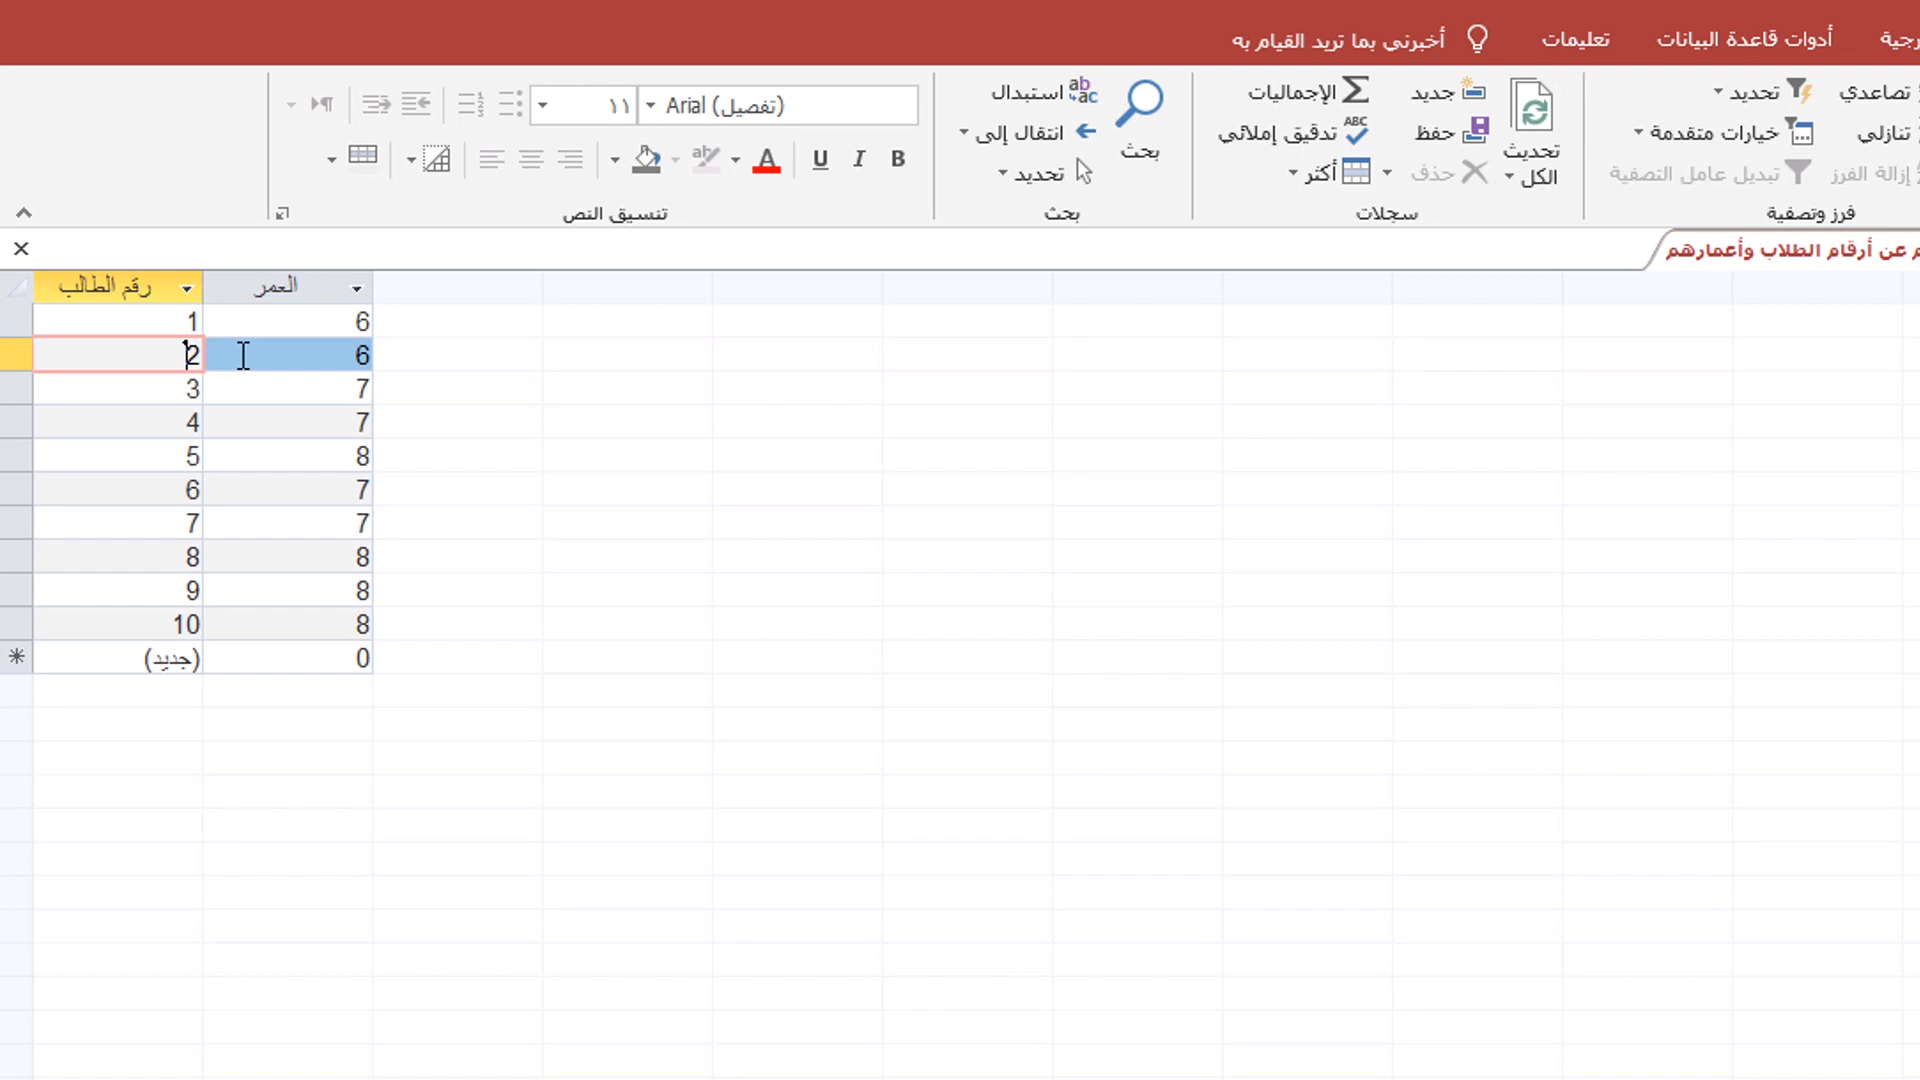 أدوات قاعدة البيانات تعليمات أخبرني بما تريد القيام به
تصاعدي تحديد
تنازلي خيارات متقدمة
إزالة الفرز تبديل عامل التصفية
فرز وتصفية
تحديث
الكل
جديد الإجماليات
حفظ تدقيق إملائي
حذف أكثر
سجلات
بحث
استبدال
انتقال إلى
تحديد
بحث
Arial (تفصيل) ١١
B I U A
تنسيق النص
عن أرقام الطلاب وأعمارهم
رقم الطالب العمر
1 6
2 6
3 7
4 7
5 8
6 7
7 7
8 8
9 8
10 8
(جديد) 0